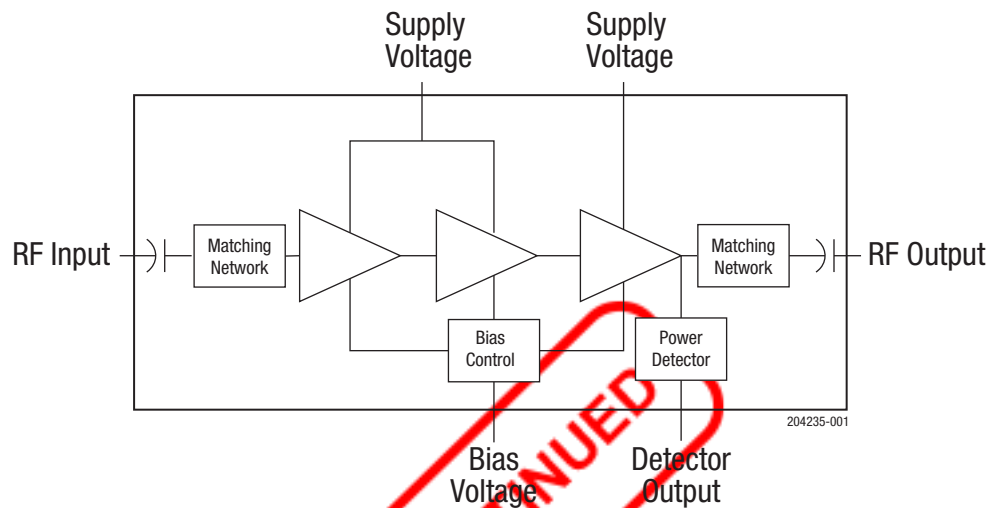 Supply
Voltage
Supply
Voltage
RF Input
Matching
Network
Matching
Network
RF Output
Bias
Control
Power
Detector
204235-001
Bias
Voltage
Detector
Output
TINUED